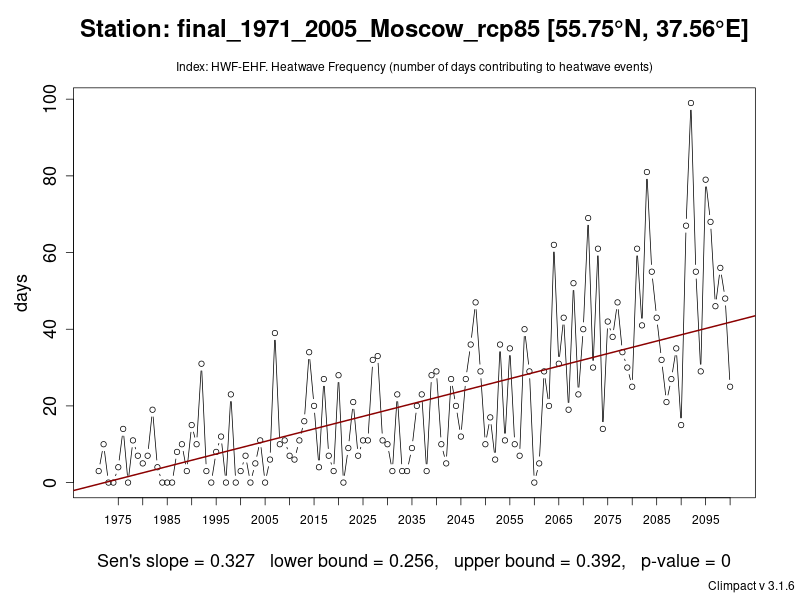 Station: final_1971_2005_Moscow_rcp85 [55.75°N, 37.56°E]
Index: HWF-EHF. Heatwave Frequency (number of days contributing to heatwave events)
100
80
60
40
20
0
days
1975 1985 1995 2005 2015 2025 2035 2045 2055 2065 2075 2085 2095
Sen's slope = 0.327 lower bound = 0.256, upper bound = 0.392, p-value = 0
Climpact v 3.1.6